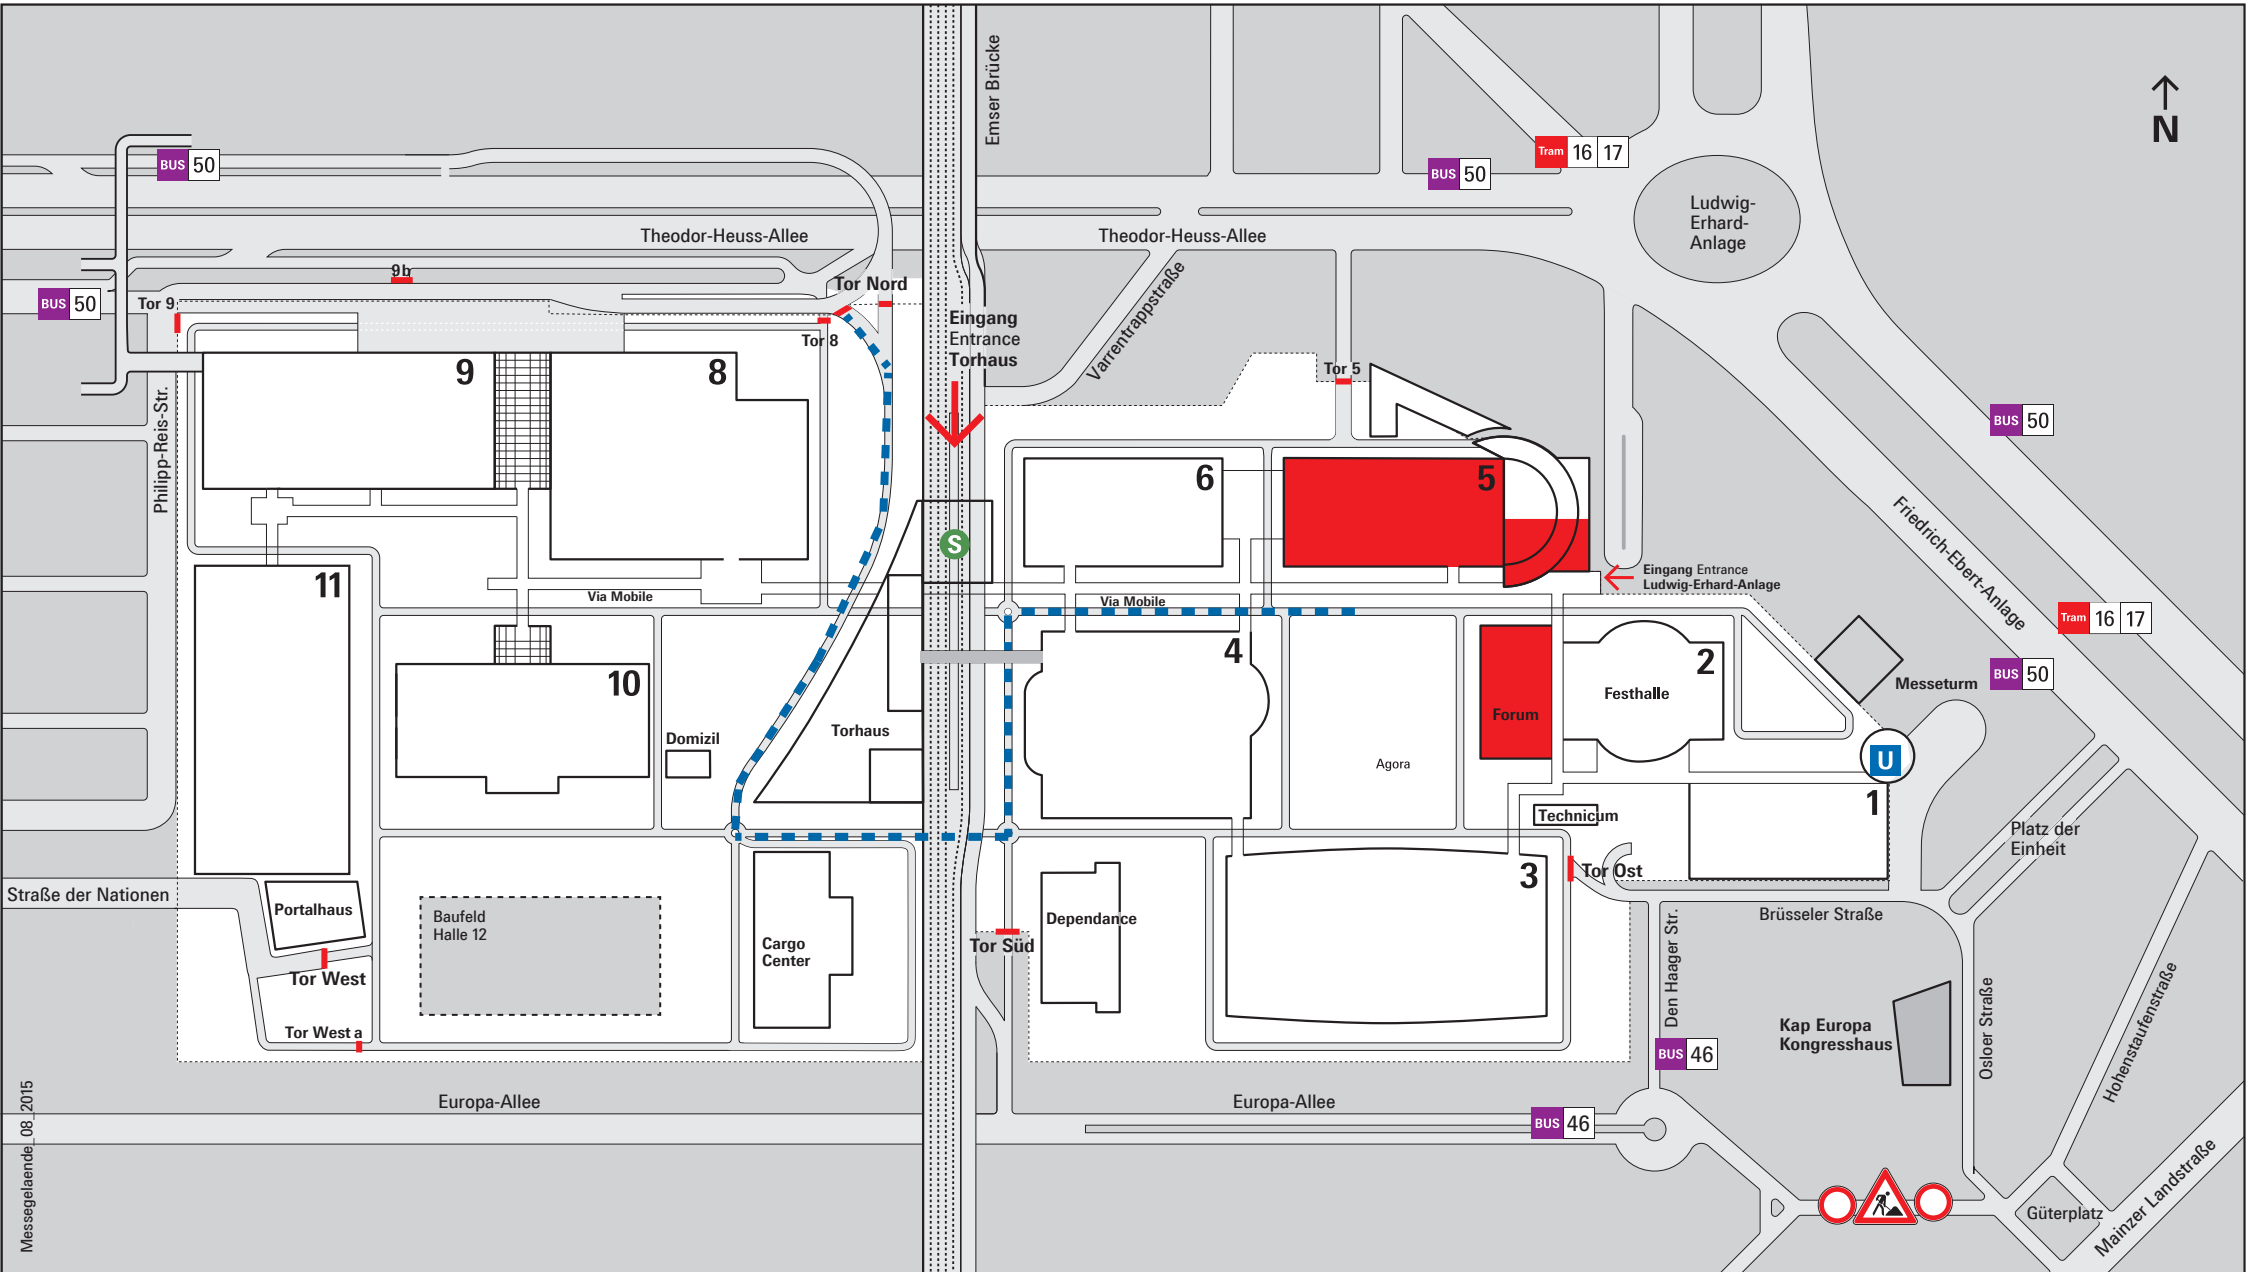 Emser Brücke
N
Tram 16 17
BUS 50
BUS 50
Ludwig-
Erhard-
Anlage
Theodor-Heuss-Allee
Theodor-Heuss-Allee
9b
Tor Nord
BUS 50
Tor 9
Tor 8
Eingang
Entrance
Torhaus
Varrentrappstraße
Tor 5
9
8
Philipp-Reis-Str.
BUS 50
6
5
Friedrich-Ebert-Anlage
S
11
Eingang Entrance
Ludwig-Erhard-Anlage
Via Mobile
Via Mobile
Tram 16 17
4
2
10
Festhalle
Messeturm
BUS 50
Forum
Torhaus
Domizil
Agora
U
1
Technicum
Platz der
Einheit
3
Tor Ost
Straße der Nationen
Portalhaus
Baufeld
Halle 12
Cargo
Center
Dependance
Tor Süd
Den Haager Str.
Brüsseler Straße
Tor West
Tor West a
Kap Europa
Kongresshaus
Osloer Straße
Hohenstaufenstraße
BUS 46
Europa-Allee
Europa-Allee
BUS 46
Messegelaende_08_2015
Güterplatz
Mainzer Landstraße